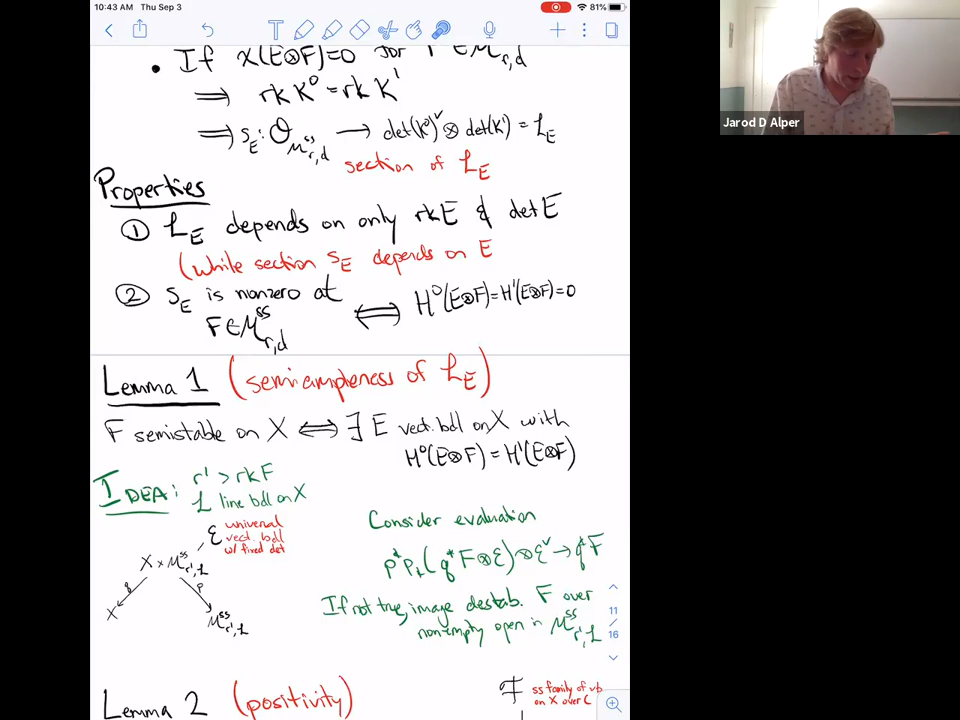 10:43 AM Thu Sep 3
81%
• If χ(E⊗F)=0 for F ∈ M^ss_r,d
⟹ rk K⁰ = rk K¹
⟹ s_E: O_M^ss_r,d ⟶ det(K⁰)^∨ ⊗ det(K¹) = L_E
section of L_E
Properties
① L_E depends on only rk E & det E
(while section s_E depends on E
② s_E is nonzero at F∈M^ss_r,d ⟺ H⁰(E⊗F)=H¹(E⊗F)=0
Lemma 1 (semiampleness of L_E)
F semistable on X ⟺ ∃ E vect. bdl on X with
H⁰(E⊗F) = H¹(E⊗F)
IDEA: r' > rk F
L line bdl on X
E universal
vect. bdl
w/ fixed det
X × M^ss_r',L
q p
X
M^ss_r',L
Consider evaluation
p*p_*(q*F⊗E)⊗E^∨ → q*F
If not true, image destab. F over
non-empty open in M^ss_r',L
Lemma 2 (positivity)
F ss family of vb
on X over C
11
/
16
Jarod D Alper